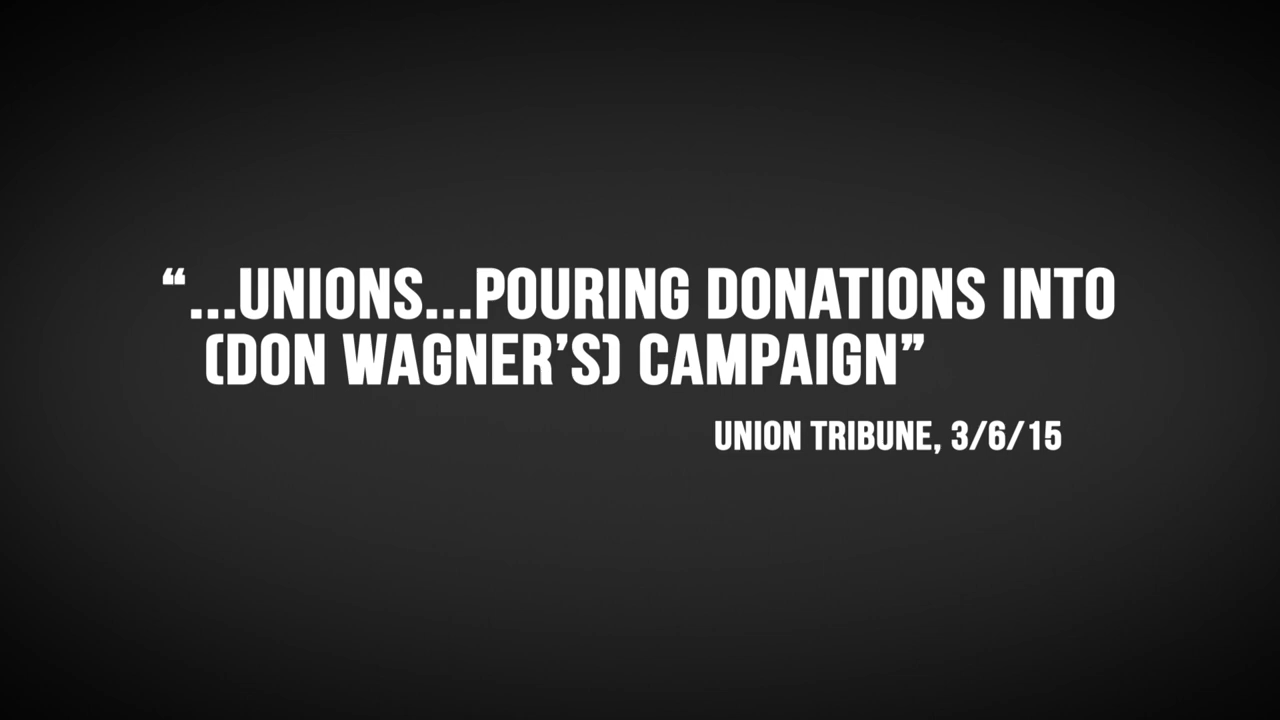 “...UNIONS...POURING DONATIONS INTO
(DON WAGNER’S) CAMPAIGN”
UNION TRIBUNE, 3/6/15